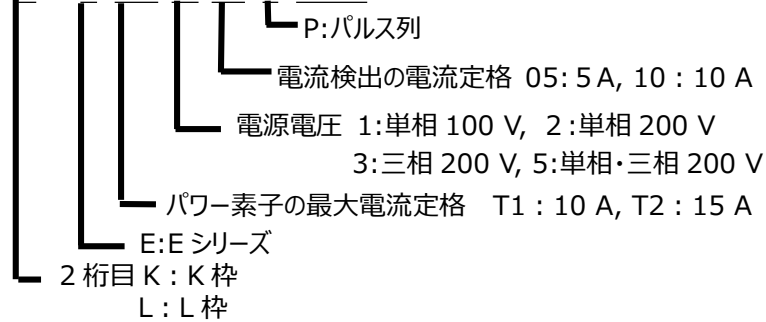 P:パルス列
電流検出の電流定格 05:5 A, 10:10 A
電源電圧 1:単相 100 V, 2:単相 200 V
3:三相 200 V, 5:単相・三相 200 V
パワー素子の最大電流定格 T1:10 A, T2:15 A
E:E シリーズ
2 桁目 K:K 枠
L:L 枠